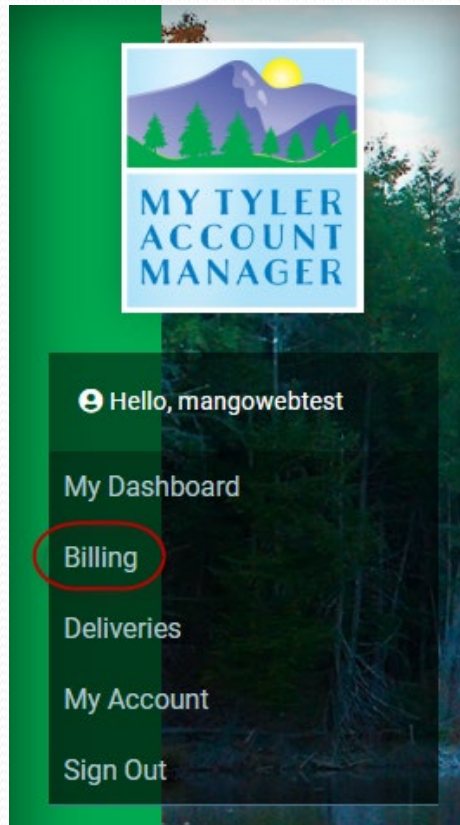 MY TYLER
ACCOUNT
MANAGER
Hello, mangowebtest
My Dashboard
Billing
Deliveries
My Account
Sign Out